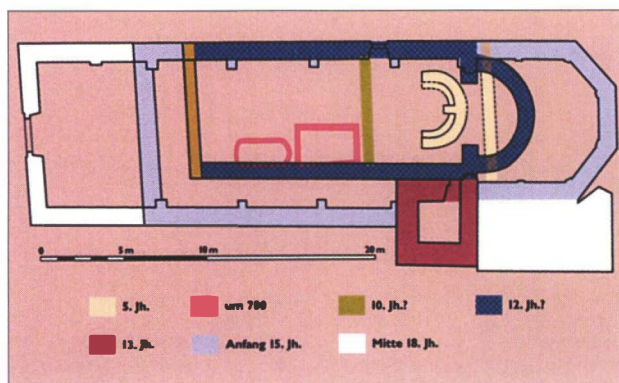 0 5 m 10 m 20 m
5. Jh. um 700 10. Jh.? 12. Jh.?
13. Jh. Anfang 15. Jh. Mitte 18. Jh.